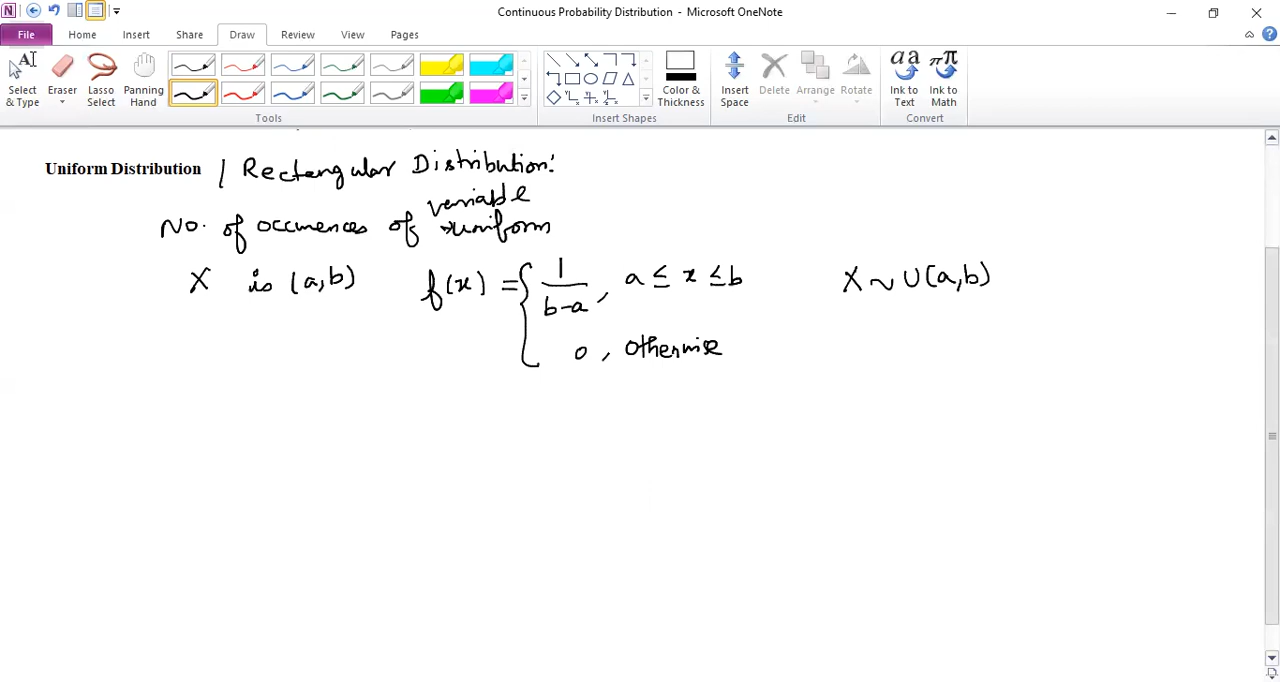 Continuous Probability Distribution - Microsoft OneNote
File Home Insert Share Draw Review View Pages
Select & Type Eraser Lasso Select Panning Hand Color & Thickness Insert Space Delete Arrange Rotate Ink to Text Ink to Math
Tools Insert Shapes Edit Convert
Uniform Distribution / Rectangular Distribution:
variable
No. of occurences of uniform
X is (a,b) f(x) = { 1/(b-a), a ≤ x ≤ b X ~ U(a,b)
0, Otherwise